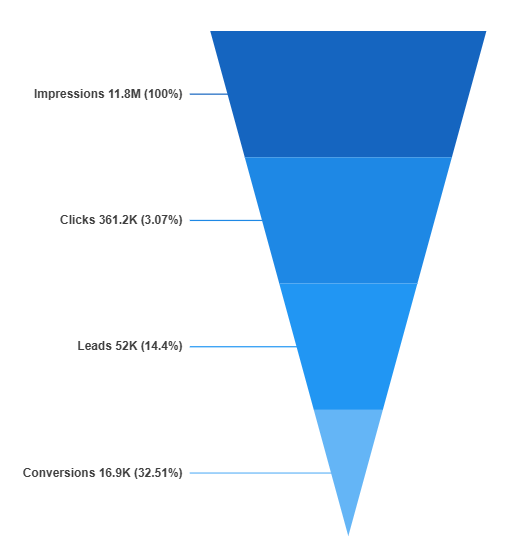 Impressions 11.8M (100%)
Clicks 361.2K (3.07%)
Leads 52K (14.4%)
Conversions 16.9K (32.51%)